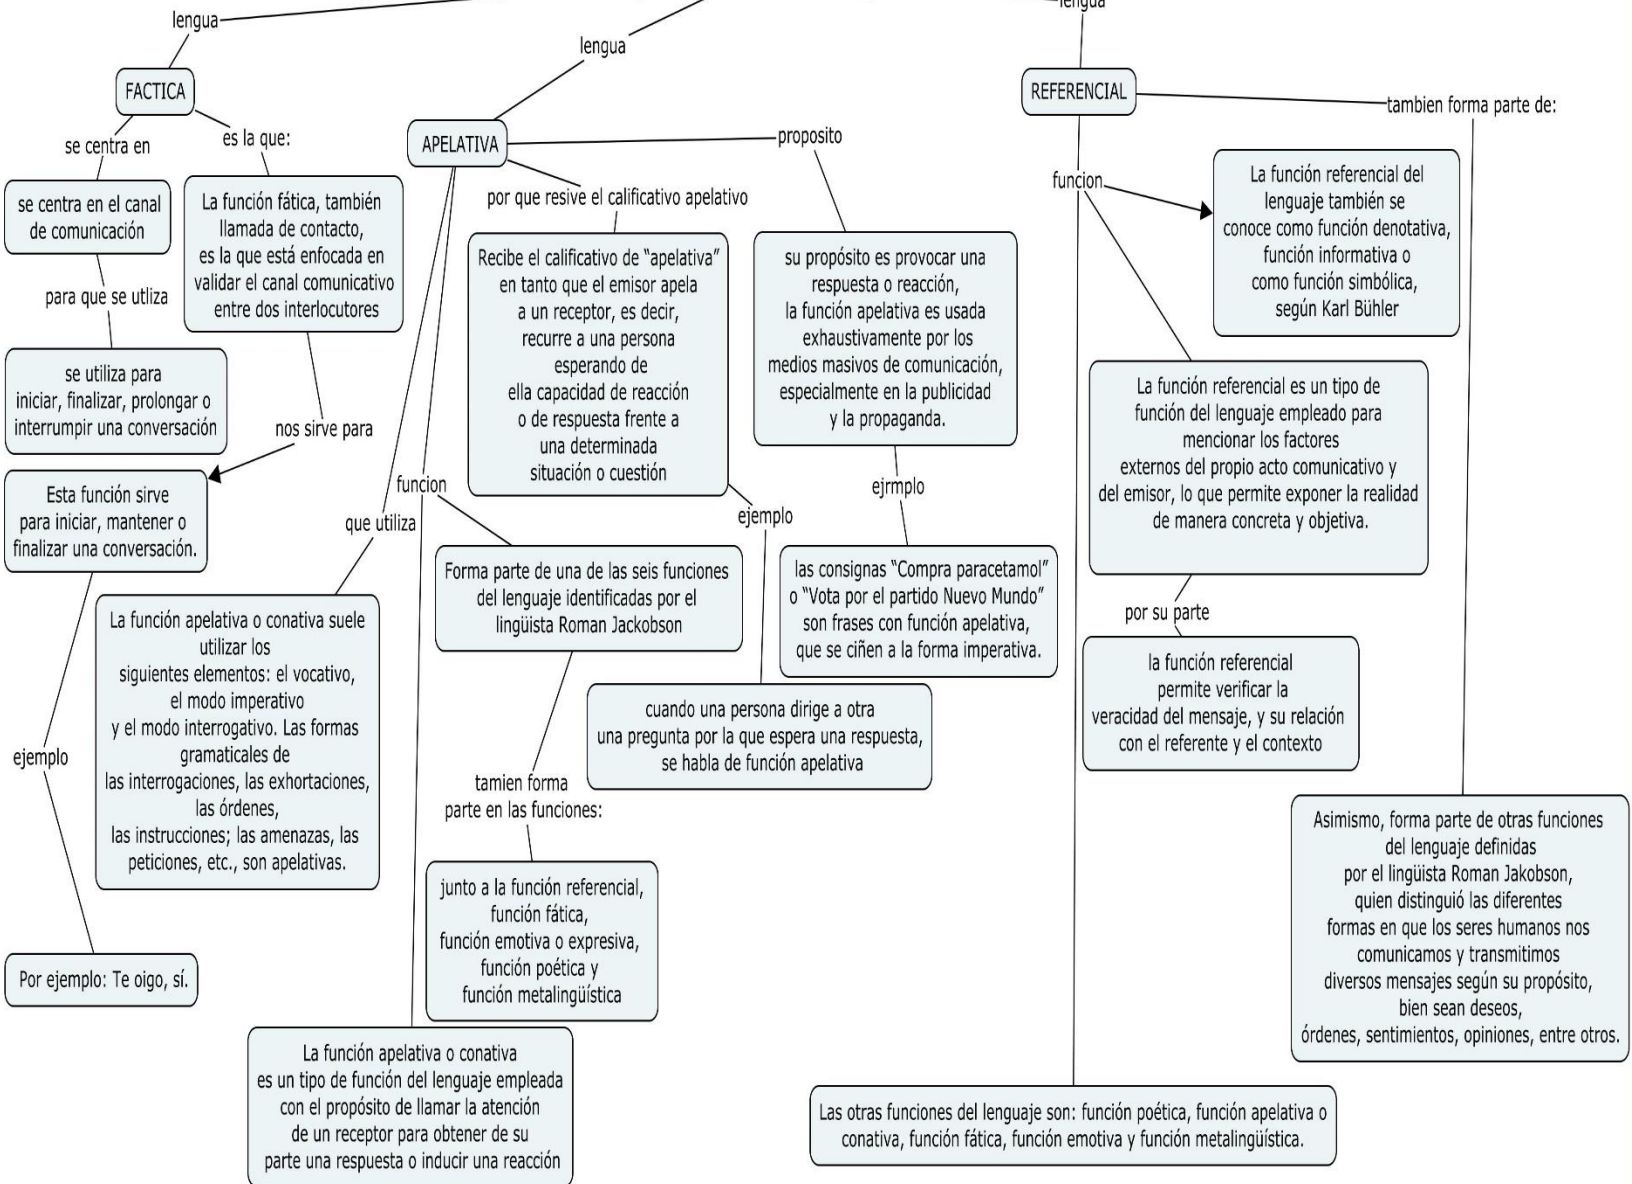 lengua
lengua
lengua
FACTICA
se centra en
se centra en el canal
de comunicación
para que se utliza
se utiliza para
iniciar, finalizar, prolongar o
interrumpir una conversación
es la que:
La función fática, también
llamada de contacto,
es la que está enfocada en
validar el canal comunicativo
entre dos interlocutores
nos sirve para
Esta función sirve
para iniciar, mantener o
finalizar una conversación.
ejemplo
Por ejemplo: Te oigo, sí.
APELATIVA
que utiliza
La función apelativa o conativa suele
utilizar los
siguientes elementos: el vocativo,
el modo imperativo
y el modo interrogativo. Las formas
gramaticales de
las interrogaciones, las exhortaciones,
las órdenes,
las instrucciones; las amenazas, las
peticiones, etc., son apelativas.
funcion
Forma parte de una de las seis funciones
del lenguaje identificadas por el
lingüista Roman Jackobson
tamien forma
parte en las funciones:
junto a la función referencial,
función fática,
función emotiva o expresiva,
función poética y
función metalingüística
La función apelativa o conativa
es un tipo de función del lenguaje empleada
con el propósito de llamar la atención
de un receptor para obtener de su
parte una respuesta o inducir una reacción
por que resive el calificativo apelativo
Recibe el calificativo de “apelativa”
en tanto que el emisor apela
a un receptor, es decir,
recurre a una persona
esperando de
ella capacidad de reacción
o de respuesta frente a
una determinada
situación o cuestión
ejemplo
cuando una persona dirige a otra
una pregunta por la que espera una respuesta,
se habla de función apelativa
proposito
su propósito es provocar una
respuesta o reacción,
la función apelativa es usada
exhaustivamente por los
medios masivos de comunicación,
especialmente en la publicidad
y la propaganda.
ejrmplo
las consignas “Compra paracetamol”
o “Vota por el partido Nuevo Mundo”
son frases con función apelativa,
que se ciñen a la forma imperativa.
REFERENCIAL
funcion
La función referencial del
lenguaje también se
conoce como función denotativa,
función informativa o
como función simbólica,
según Karl Bühler
La función referencial es un tipo de
función del lenguaje empleado para
mencionar los factores
externos del propio acto comunicativo y
del emisor, lo que permite exponer la realidad
de manera concreta y objetiva.
por su parte
la función referencial
permite verificar la
veracidad del mensaje, y su relación
con el referente y el contexto
Las otras funciones del lenguaje son: función poética, función apelativa o
conativa, función fática, función emotiva y función metalingüística.
tambien forma parte de:
Asimismo, forma parte de otras funciones
del lenguaje definidas
por el lingüista Roman Jakobson,
quien distinguió las diferentes
formas en que los seres humanos nos
comunicamos y transmitimos
diversos mensajes según su propósito,
bien sean deseos,
órdenes, sentimientos, opiniones, entre otros.